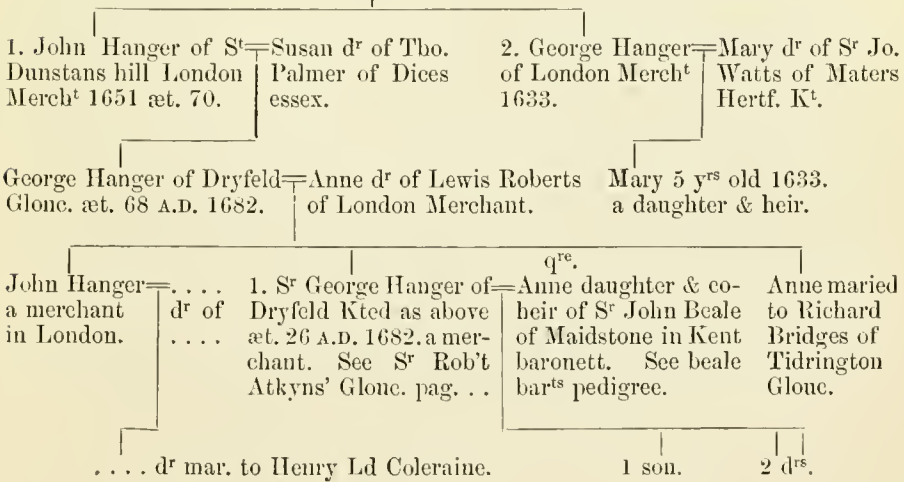 1. John Hanger of Sᵗ=Susan dʳ of Tho.
Dunstans hill London Palmer of Dices
Merchᵗ 1651 æt. 70. essex.
2. George Hanger=Mary dʳ of Sʳ Jo.
of London Merchᵗ Watts of Maters
1633. Hertf. Kᵗ.
George Hanger of Dryfeld=Anne dʳ of Lewis Roberts
Glouc. æt. 68 A.D. 1682. of London Merchant.
Mary 5 yʳˢ old 1633.
a daughter & heir.
John Hanger=. . . .
a merchant dʳ of
in London. . . . .
qʳᵉ.
1. Sʳ George Hanger of=Anne daughter & co-
Dryfeld Kted as above heir of Sʳ John Beale
æt. 26 A.D. 1682. a mer- of Maidstone in Kent
chant. See Sʳ Rob't baronett. See beale
Atkyns' Glouc. pag. . . barᵗˢ pedigree.
Anne maried
to Richard
Bridges of
Tidrington
Glouc.
. . . . dʳ mar. to Henry Ld Coleraine.
1 son.
2 dʳˢ.